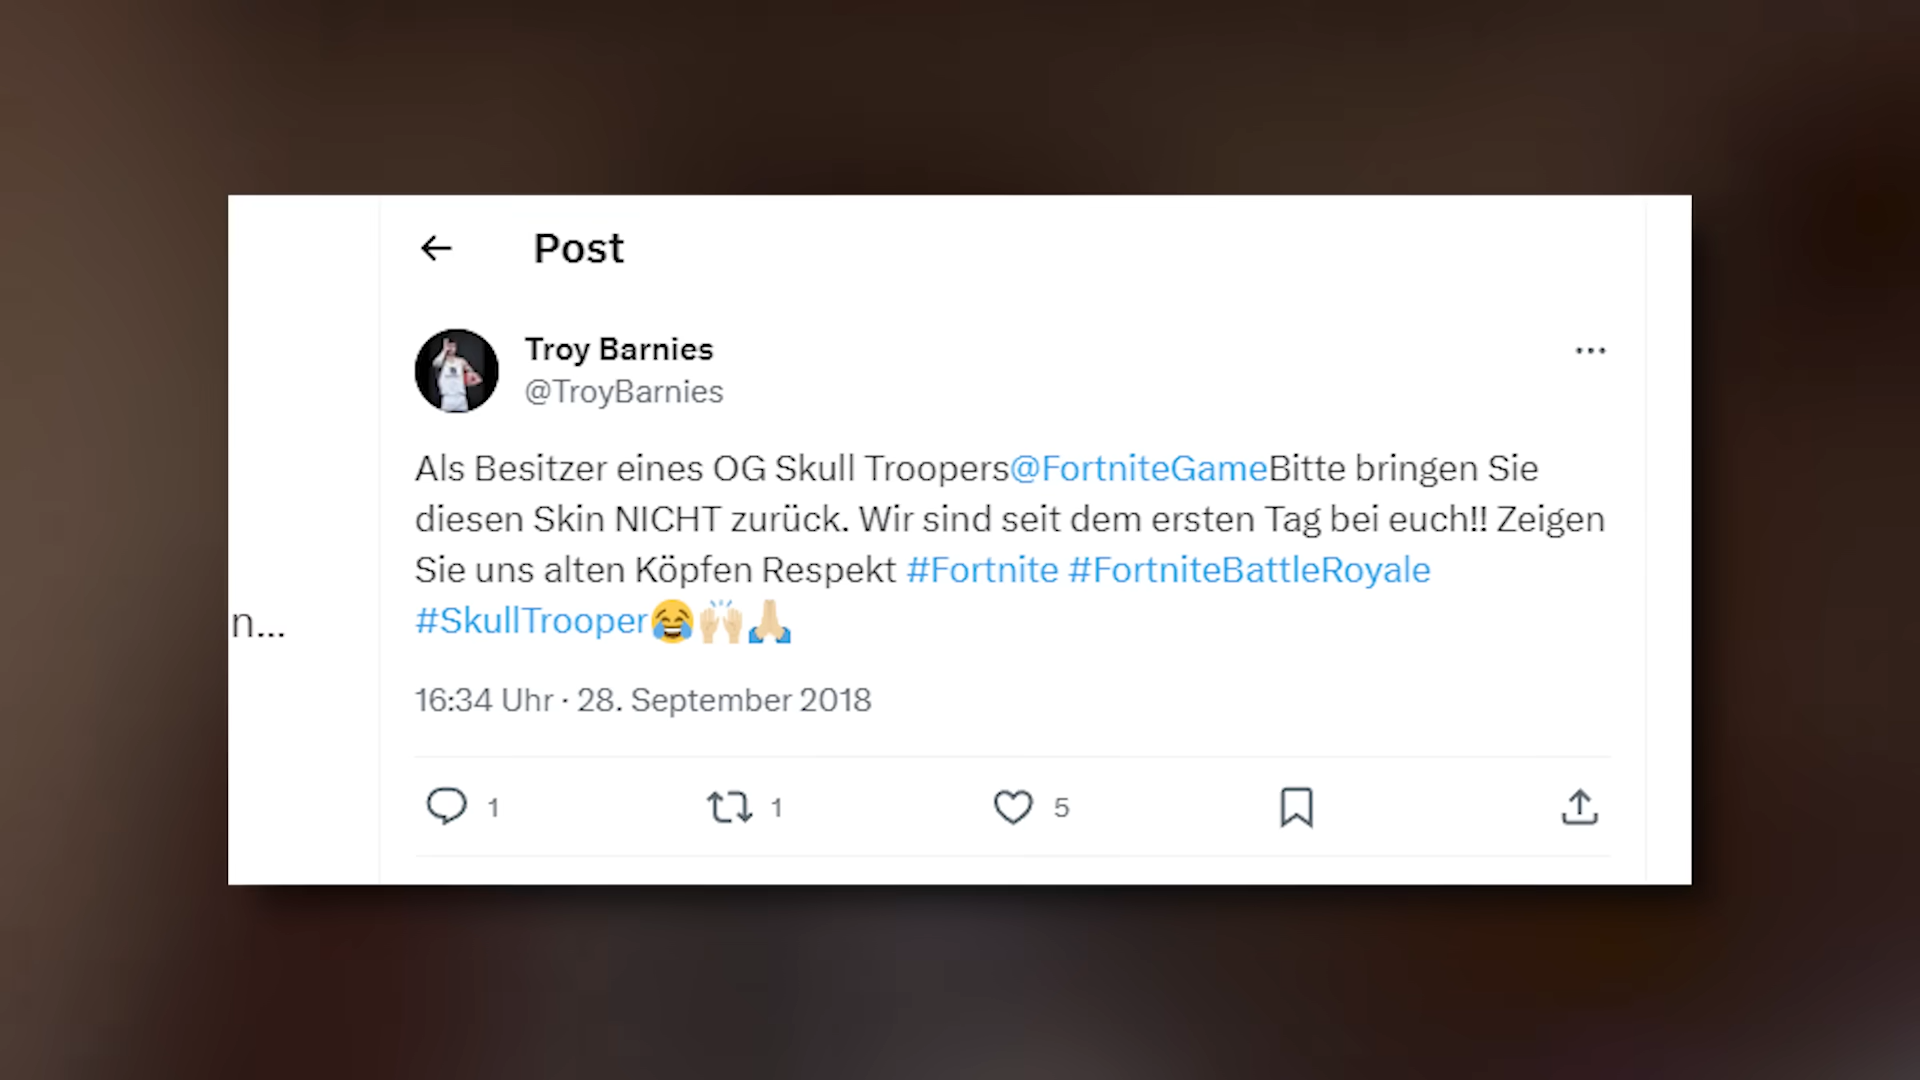 Post
Troy Barnies
@TroyBarnies
Als Besitzer eines OG Skull Troopers@FortniteGameBitte bringen Sie
diesen Skin NICHT zurück. Wir sind seit dem ersten Tag bei euch!! Zeigen
Sie uns alten Köpfen Respekt #Fortnite #FortniteBattleRoyale
n...
#SkullTrooper😂🙌🏻🙏🏻
16:34 Uhr · 28. September 2018
1 1 5